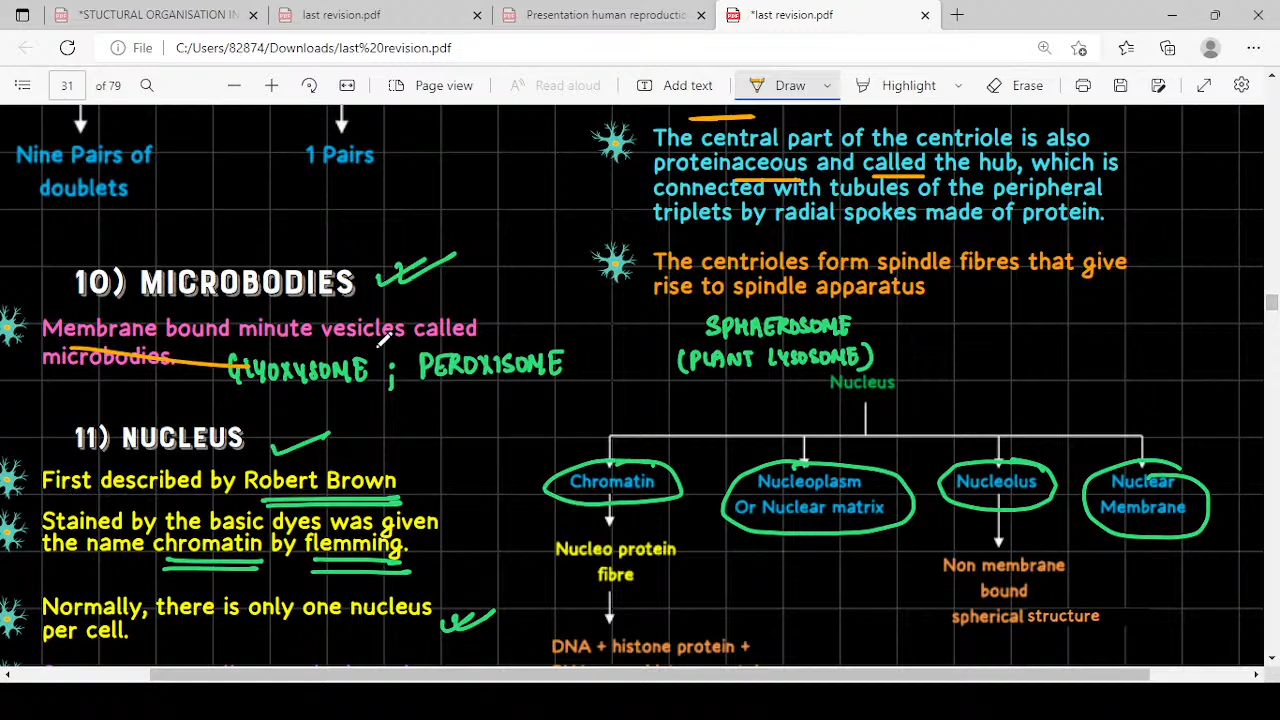 *STUCTURAL ORGANISATION IN
last revision.pdf
Presentation human reproductio
*last revision.pdf
File
C:/Users/82874/Downloads/last%20revision.pdf
31 of 79
Page view
Read aloud
Add text
Draw
Highlight
Erase
Nine Pairs of
doublets
1 Pairs
10) MICROBODIES
Membrane bound minute vesicles called
microbodies.
GLYOXYSOME ; PEROXISOME
11) NUCLEUS
First described by Robert Brown
Stained by the basic dyes was given
the name chromatin by flemming.
Normally, there is only one nucleus
per cell.
The central part of the centriole is also
proteinaceous and called the hub, which is
connected with tubules of the peripheral
triplets by radial spokes made of protein.
The centrioles form spindle fibres that give
rise to spindle apparatus
SPHAEROSOME
(PLANT LYSOSOME)
Nucleus
Chromatin
Nucleoplasm
Or Nuclear matrix
Nucleolus
Nuclear
Membrane
Nucleo protein
fibre
Non membrane
bound
spherical structure
DNA + histone protein +